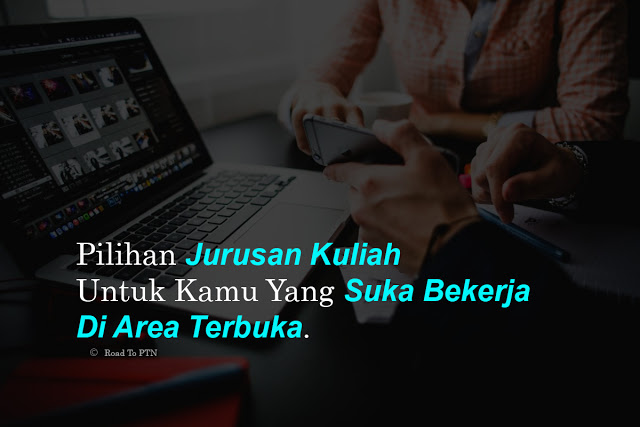 Pilihan Jurusan Kuliah
Untuk Kamu Yang Suka Bekerja
Di Area Terbuka.
© Road To PTN